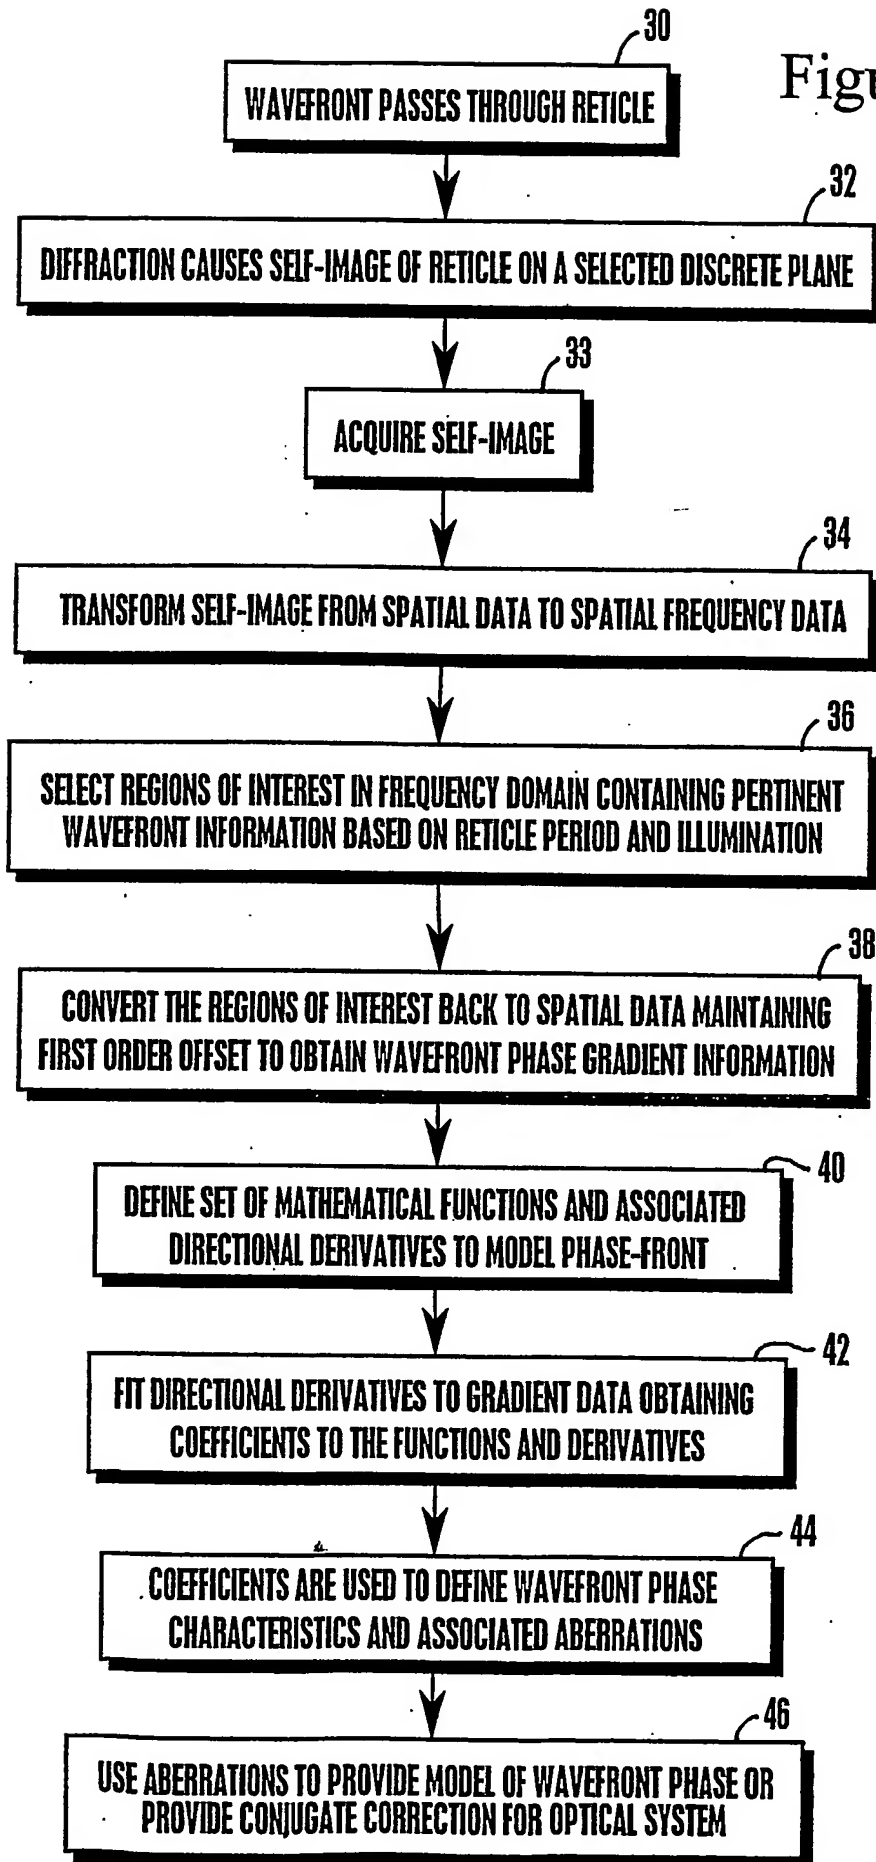 30
Figu
WAVEFRONT PASSES THROUGH RETICLE
32
DIFFRACTION CAUSES SELF-IMAGE OF RETICLE ON A SELECTED DISCRETE PLANE
33
ACQUIRE SELF-IMAGE
34
TRANSFORM SELF-IMAGE FROM SPATIAL DATA TO SPATIAL FREQUENCY DATA
36
SELECT REGIONS OF INTEREST IN FREQUENCY DOMAIN CONTAINING PERTINENT
WAVEFRONT INFORMATION BASED ON RETICLE PERIOD AND ILLUMINATION
38
CONVERT THE REGIONS OF INTEREST BACK TO SPATIAL DATA MAINTAINING
FIRST ORDER OFFSET TO OBTAIN WAVEFRONT PHASE GRADIENT INFORMATION
40
DEFINE SET OF MATHEMATICAL FUNCTIONS AND ASSOCIATED
DIRECTIONAL DERIVATIVES TO MODEL PHASE-FRONT
42
FIT DIRECTIONAL DERIVATIVES TO GRADIENT DATA OBTAINING
COEFFICIENTS TO THE FUNCTIONS AND DERIVATIVES
44
COEFFICIENTS ARE USED TO DEFINE WAVEFRONT PHASE
CHARACTERISTICS AND ASSOCIATED ABERRATIONS
46
USE ABERRATIONS TO PROVIDE MODEL OF WAVEFRONT PHASE OR
PROVIDE CONJUGATE CORRECTION FOR OPTICAL SYSTEM